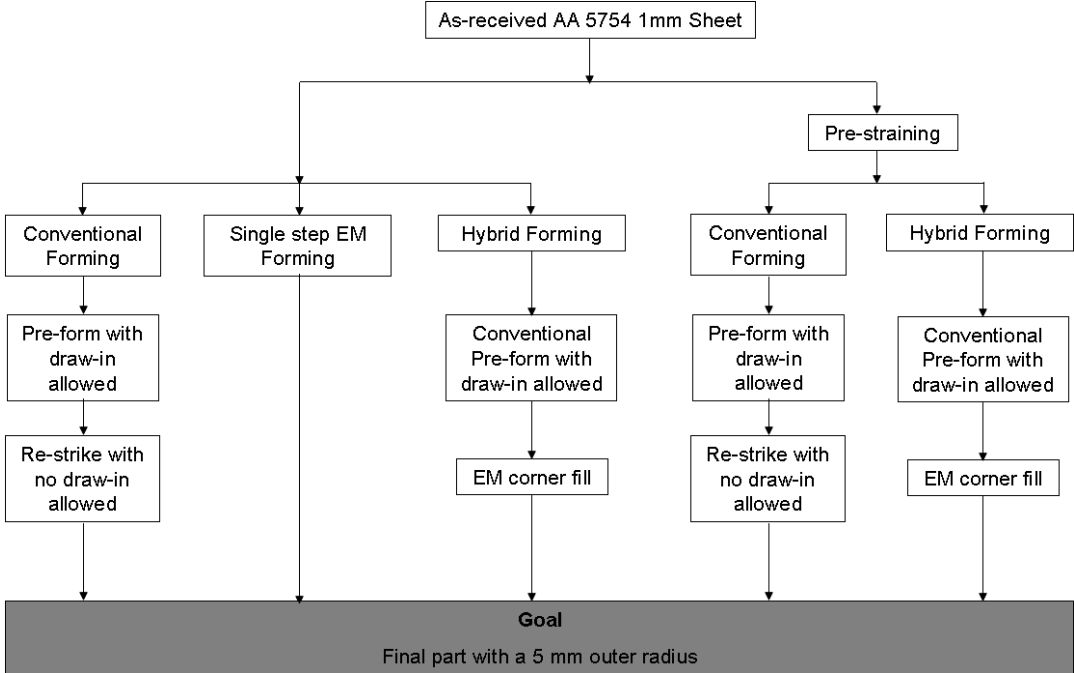 As-received AA 5754 1mm Sheet
Pre-straining
Conventional
Forming
Single step EM
Forming
Hybrid Forming
Conventional
Forming
Hybrid Forming
Pre-form with
draw-in
allowed
Conventional
Pre-form with
draw-in allowed
Pre-form with
draw-in
allowed
Conventional
Pre-form with
draw-in allowed
Re-strike with
no draw-in
allowed
EM corner fill
Re-strike with
no draw-in
allowed
EM corner fill
Goal
Final part with a 5 mm outer radius